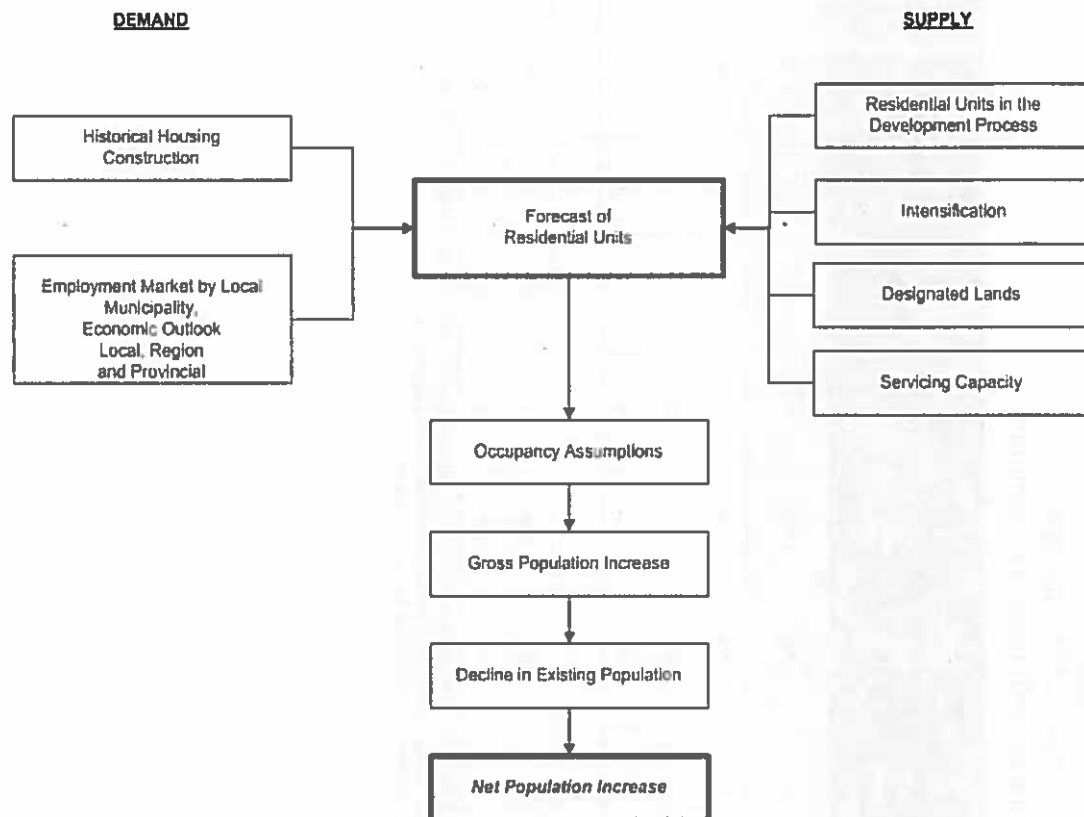 DEMAND
SUPPLY
Historical Housing
Construction
Employment Market by Local
Municipality,
Economic Outlook
Local, Region
and Provincial
Forecast of
Residential Units
Residential Units in the
Development Process
Intensification
Designated Lands
Servicing Capacity
Occupancy Assumptions
Gross Population Increase
Decline in Existing Population
Net Population Increase